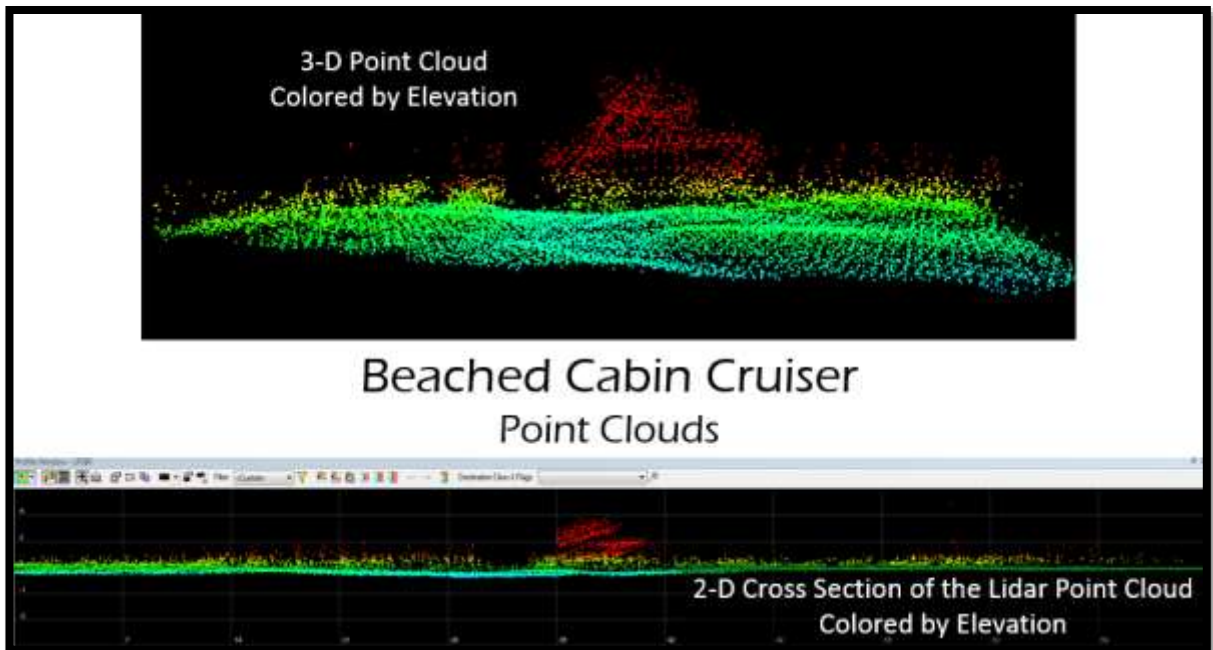 3-D Point Cloud
Colored by Elevation
Beached Cabin Cruiser
Point Clouds
2-D Cross Section of the Lidar Point Cloud
Colored by Elevation